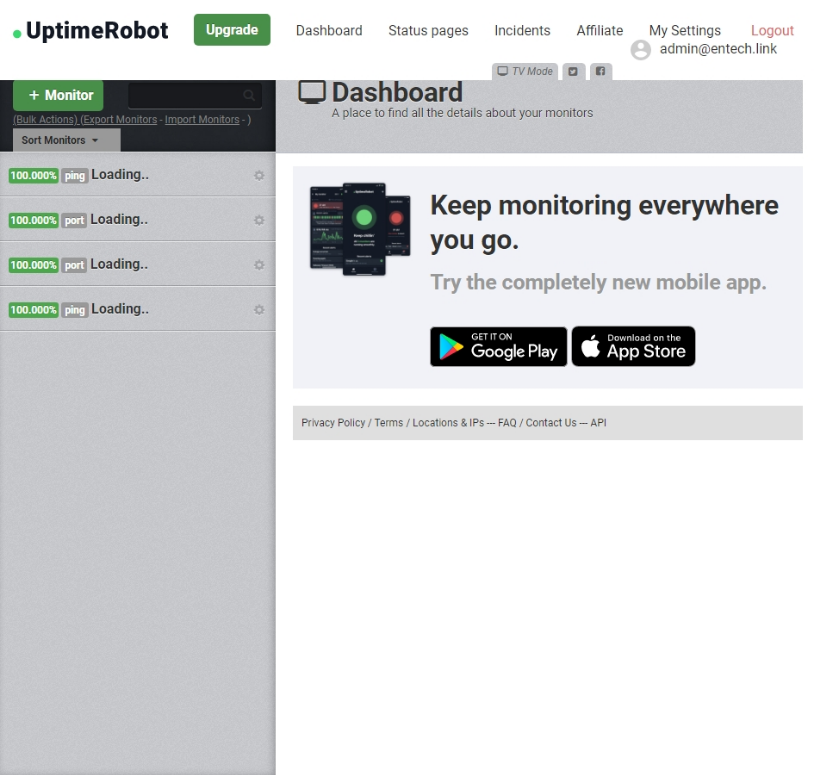 UptimeRobot
Upgrade
Dashboard
Status pages
Incidents
Affiliate
My Settings
Logout
admin@entech.link
TV Mode
+ Monitor
(Bulk Actions) (Export Monitors - Import Monitors - )
Sort Monitors
Dashboard
A place to find all the details about your monitors
100.000% ping Loading..
100.000% port Loading..
100.000% port Loading..
100.000% ping Loading..
Keep monitoring everywhere
you go.
Try the completely new mobile app.
GET IT ON
Google Play
Download on the
App Store
Privacy Policy / Terms / Locations & IPs --- FAQ / Contact Us --- API